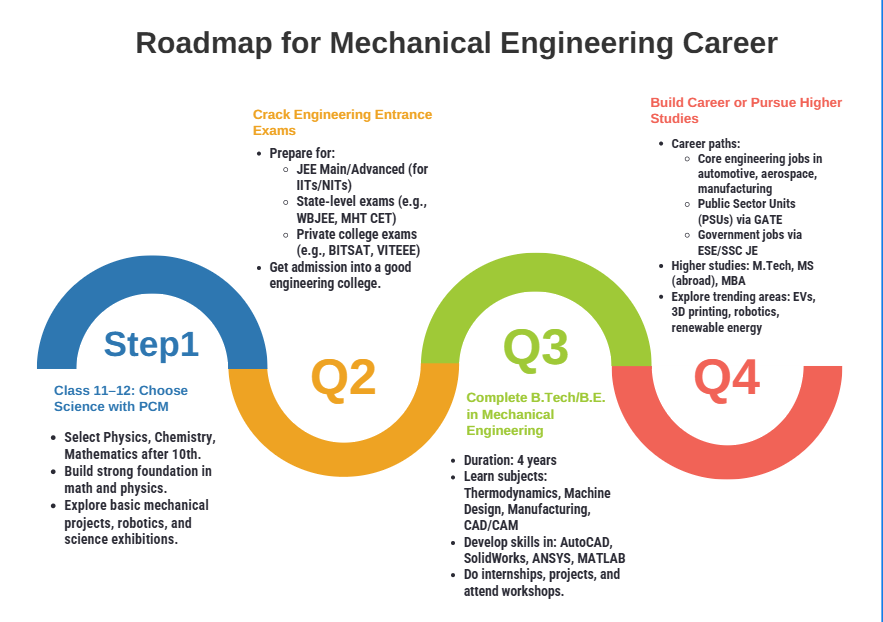 Roadmap for Mechanical Engineering Career
Step1
Class 11–12: Choose
Science with PCM
• Select Physics, Chemistry,
Mathematics after 10th.
• Build strong foundation in
math and physics.
• Explore basic mechanical
projects, robotics, and
science exhibitions.
Crack Engineering Entrance
Exams
• Prepare for:
○ JEE Main/Advanced (for
IITs/NITs)
○ State-level exams (e.g.,
WBJEE, MHT CET)
○ Private college exams
(e.g., BITSAT, VITEEE)
• Get admission into a good
engineering college.
Q2
Q3
Complete B.Tech/B.E.
in Mechanical
Engineering
• Duration: 4 years
• Learn subjects:
Thermodynamics, Machine
Design, Manufacturing,
CAD/CAM
• Develop skills in: AutoCAD,
SolidWorks, ANSYS, MATLAB
• Do internships, projects, and
attend workshops.
Build Career or Pursue Higher
Studies
• Career paths:
○ Core engineering jobs in
automotive, aerospace,
manufacturing
○ Public Sector Units
(PSUs) via GATE
○ Government jobs via
ESE/SSC JE
• Higher studies: M.Tech, MS
(abroad), MBA
• Explore trending areas: EVs,
3D printing, robotics,
renewable energy
Q4